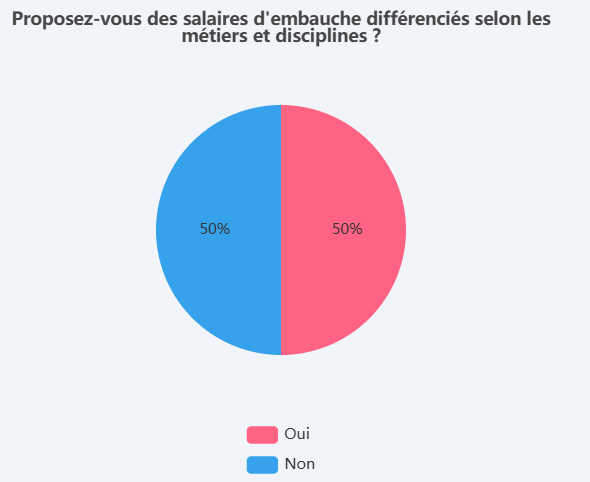 Proposez-vous des salaires d'embauche différenciés selon les
métiers et disciplines ?
50%
50%
Oui
Non